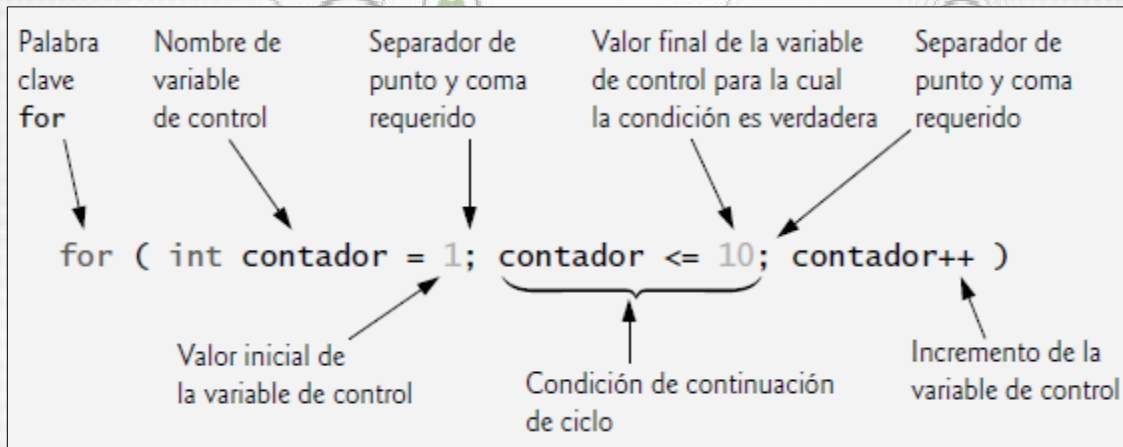 Palabra
clave
for
Nombre de
variable
de control
Separador de
punto y coma
requerido
Valor final de la variable
de control para la cual
la condición es verdadera
Separador de
punto y coma
requerido
for ( int contador = 1; contador <= 10; contador++ )
Valor inicial de
la variable de control
Condición de continuación
de ciclo
Incremento de la
variable de control